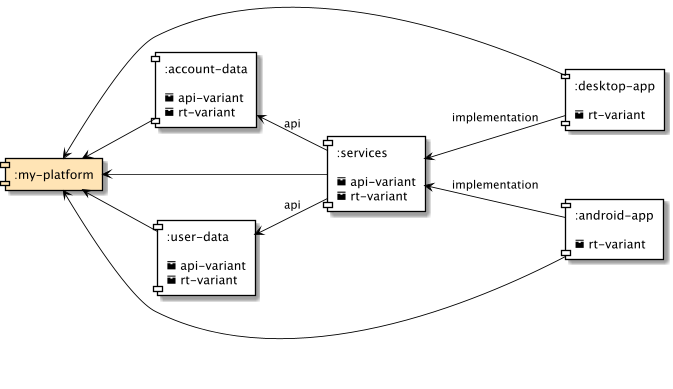 :account-data
api-variant
rt-variant
:desktop-app
rt-variant
implementation
api
:services
api-variant
rt-variant
:my-platform
implementation
api
:user-data
api-variant
rt-variant
:android-app
rt-variant